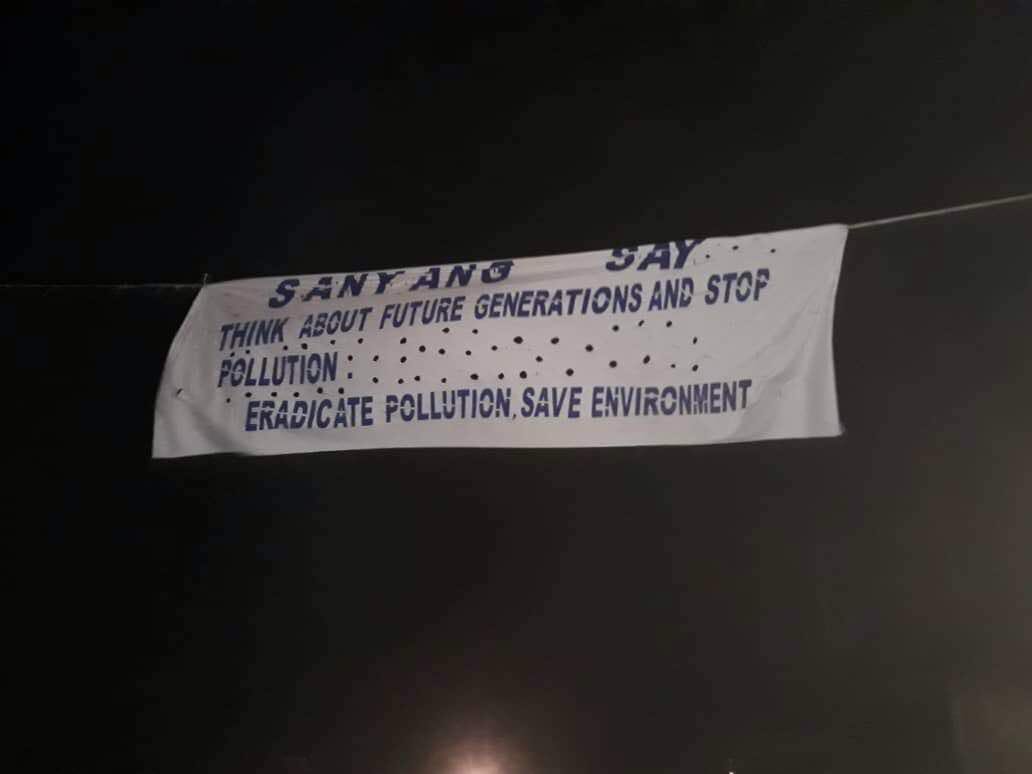 SANYANG SAY
THINK ABOUT FUTURE GENERATIONS AND STOP
POLLUTION :
ERADICATE POLLUTION, SAVE ENVIRONMENT